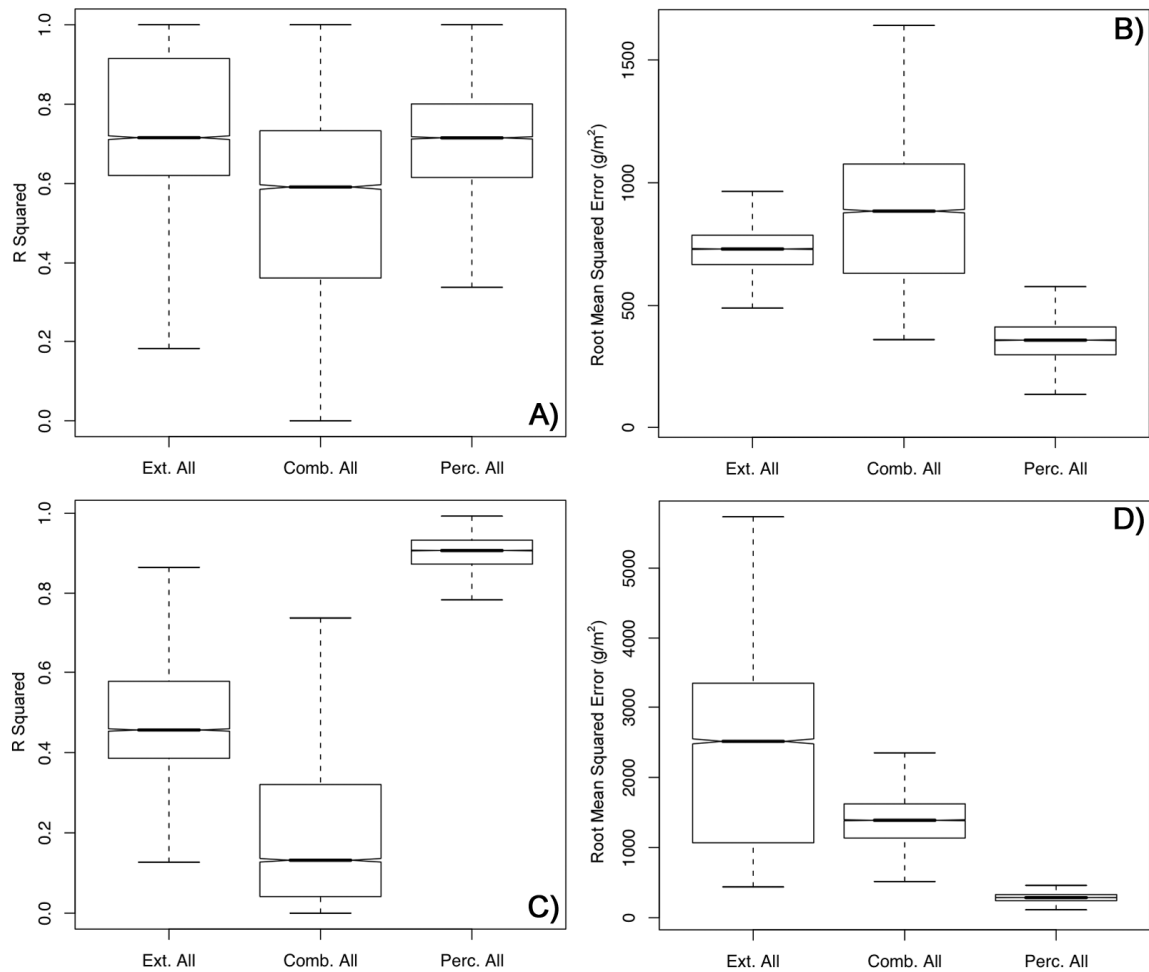 1.0
0.8
0.6
0.4
0.2
0.0
R Squared
Ext. All
Comb. All
Perc. All
A)
1500
1000
500
0
Root Mean Squared Error (g/m²)
Ext. All
Comb. All
Perc. All
B)
1.0
0.8
0.6
0.4
0.2
0.0
R Squared
Ext. All
Comb. All
Perc. All
C)
5000
4000
3000
2000
1000
0
Root Mean Squared Error (g/m²)
Ext. All
Comb. All
Perc. All
D)